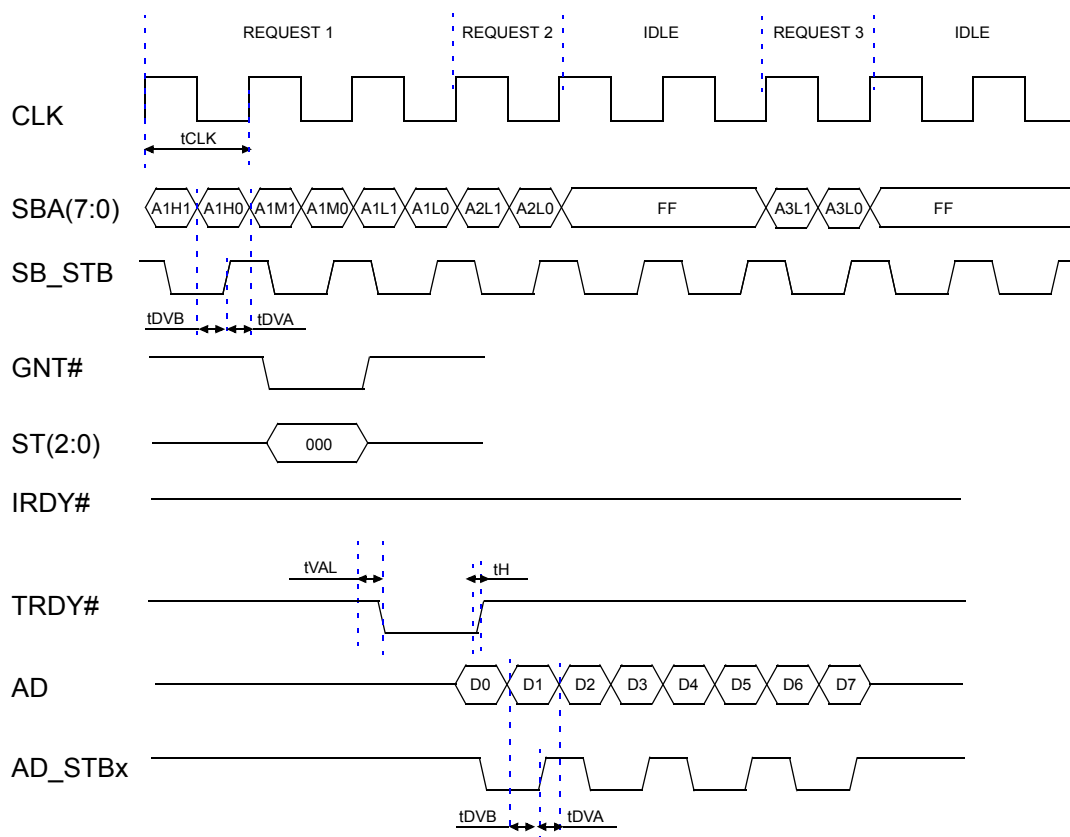 REQUEST 1 REQUEST 2 IDLE REQUEST 3 IDLE
CLK
tCLK
SBA(7:0) A1H1 A1H0 A1M1 A1M0 A1L1 A1L0 A2L1 A2L0 FF A3L1 A3L0 FF
SB_STB
tDVB tDVA
GNT#
ST(2:0) 000
IRDY#
tVAL tH
TRDY#
AD D0 D1 D2 D3 D4 D5 D6 D7
AD_STBx
tDVB tDVA